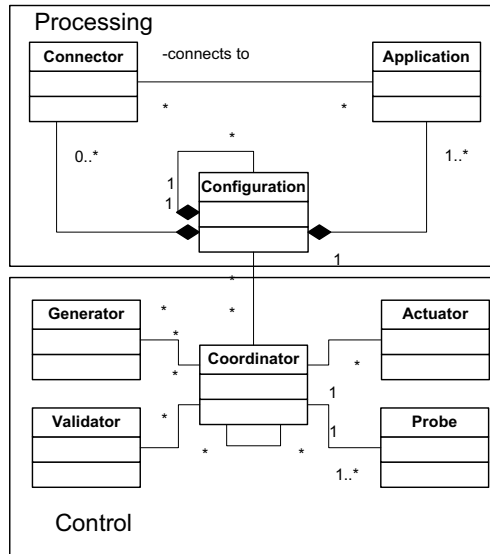 Processing
Connector
-connects to
Application
*
*
0..*
*
1..*
1
1
Configuration
1
*
*
Generator
*
*
Coordinator
Actuator
*
*
1
Validator
*
1
Probe
*
*
1..*
Control